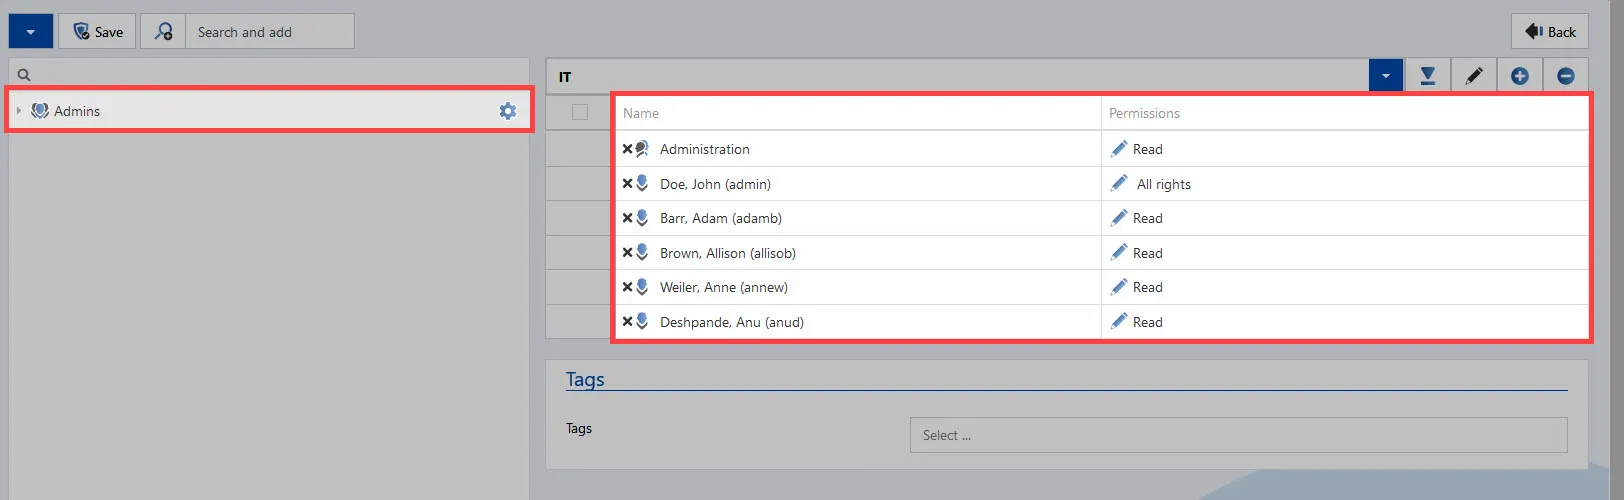 Save
Search and add
Back
Admins
IT
Name Permissions
Administration Read
Doe, John (admin) All rights
Barr, Adam (adamb) Read
Brown, Allison (allisob) Read
Weiler, Anne (annew) Read
Deshpande, Anu (anud) Read
Tags
Tags Select ...